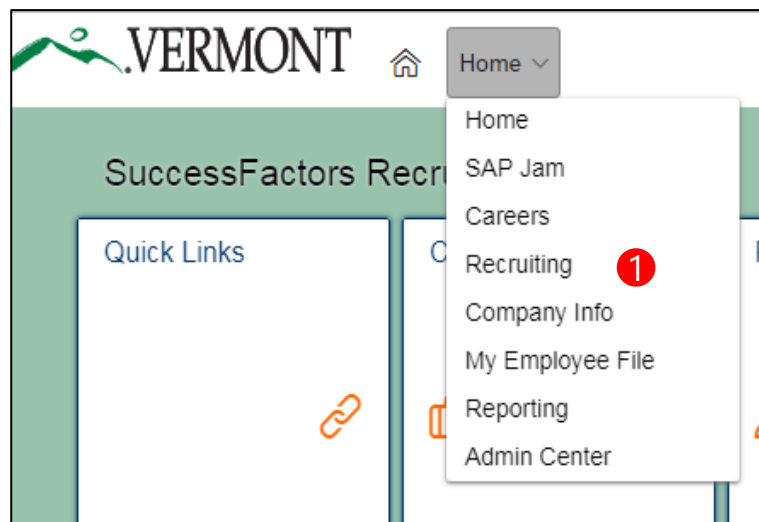 .VERMONT
Home
Home
SuccessFactors Recru
SAP Jam
Careers
Quick Links
Recruiting 1
Company Info
My Employee File
Reporting
Admin Center